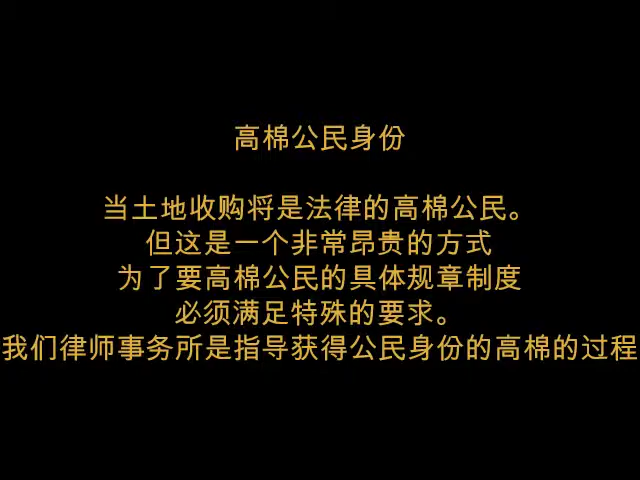 高棉公民身份
当土地收购将是法律的高棉公民。
但这是一个非常昂贵的方式
为了要高棉公民的具体规章制度
必须满足特殊的要求。
我们律师事务所是指导获得公民身份的高棉的过程